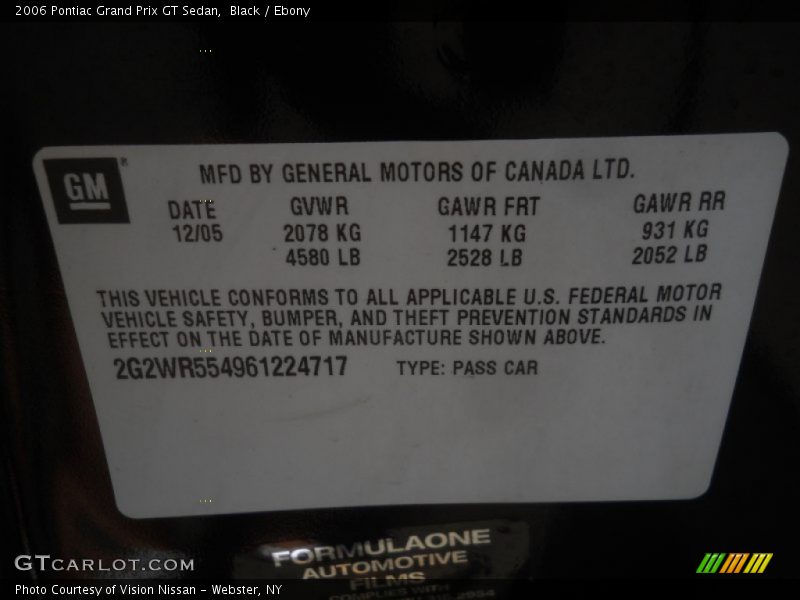 2006 Pontiac Grand Prix GT Sedan,  Black / Ebony
GM
MFD BY GENERAL MOTORS OF CANADA LTD.
DATE GVWR GAWR FRT GAWR RR
12/05 2078 KG 1147 KG 931 KG
4580 LB 2528 LB 2052 LB
THIS VEHICLE CONFORMS TO ALL APPLICABLE U.S. FEDERAL MOTOR
VEHICLE SAFETY, BUMPER, AND THEFT PREVENTION STANDARDS IN
EFFECT ON THE DATE OF MANUFACTURE SHOWN ABOVE.
2G2WR554961224717 TYPE: PASS CAR
FORMULAONE
AUTOMOTIVE
FILMS
COMPLIES WITH
GTCARLOT.COM
Photo Courtesy of Vision Nissan - Webster, NY